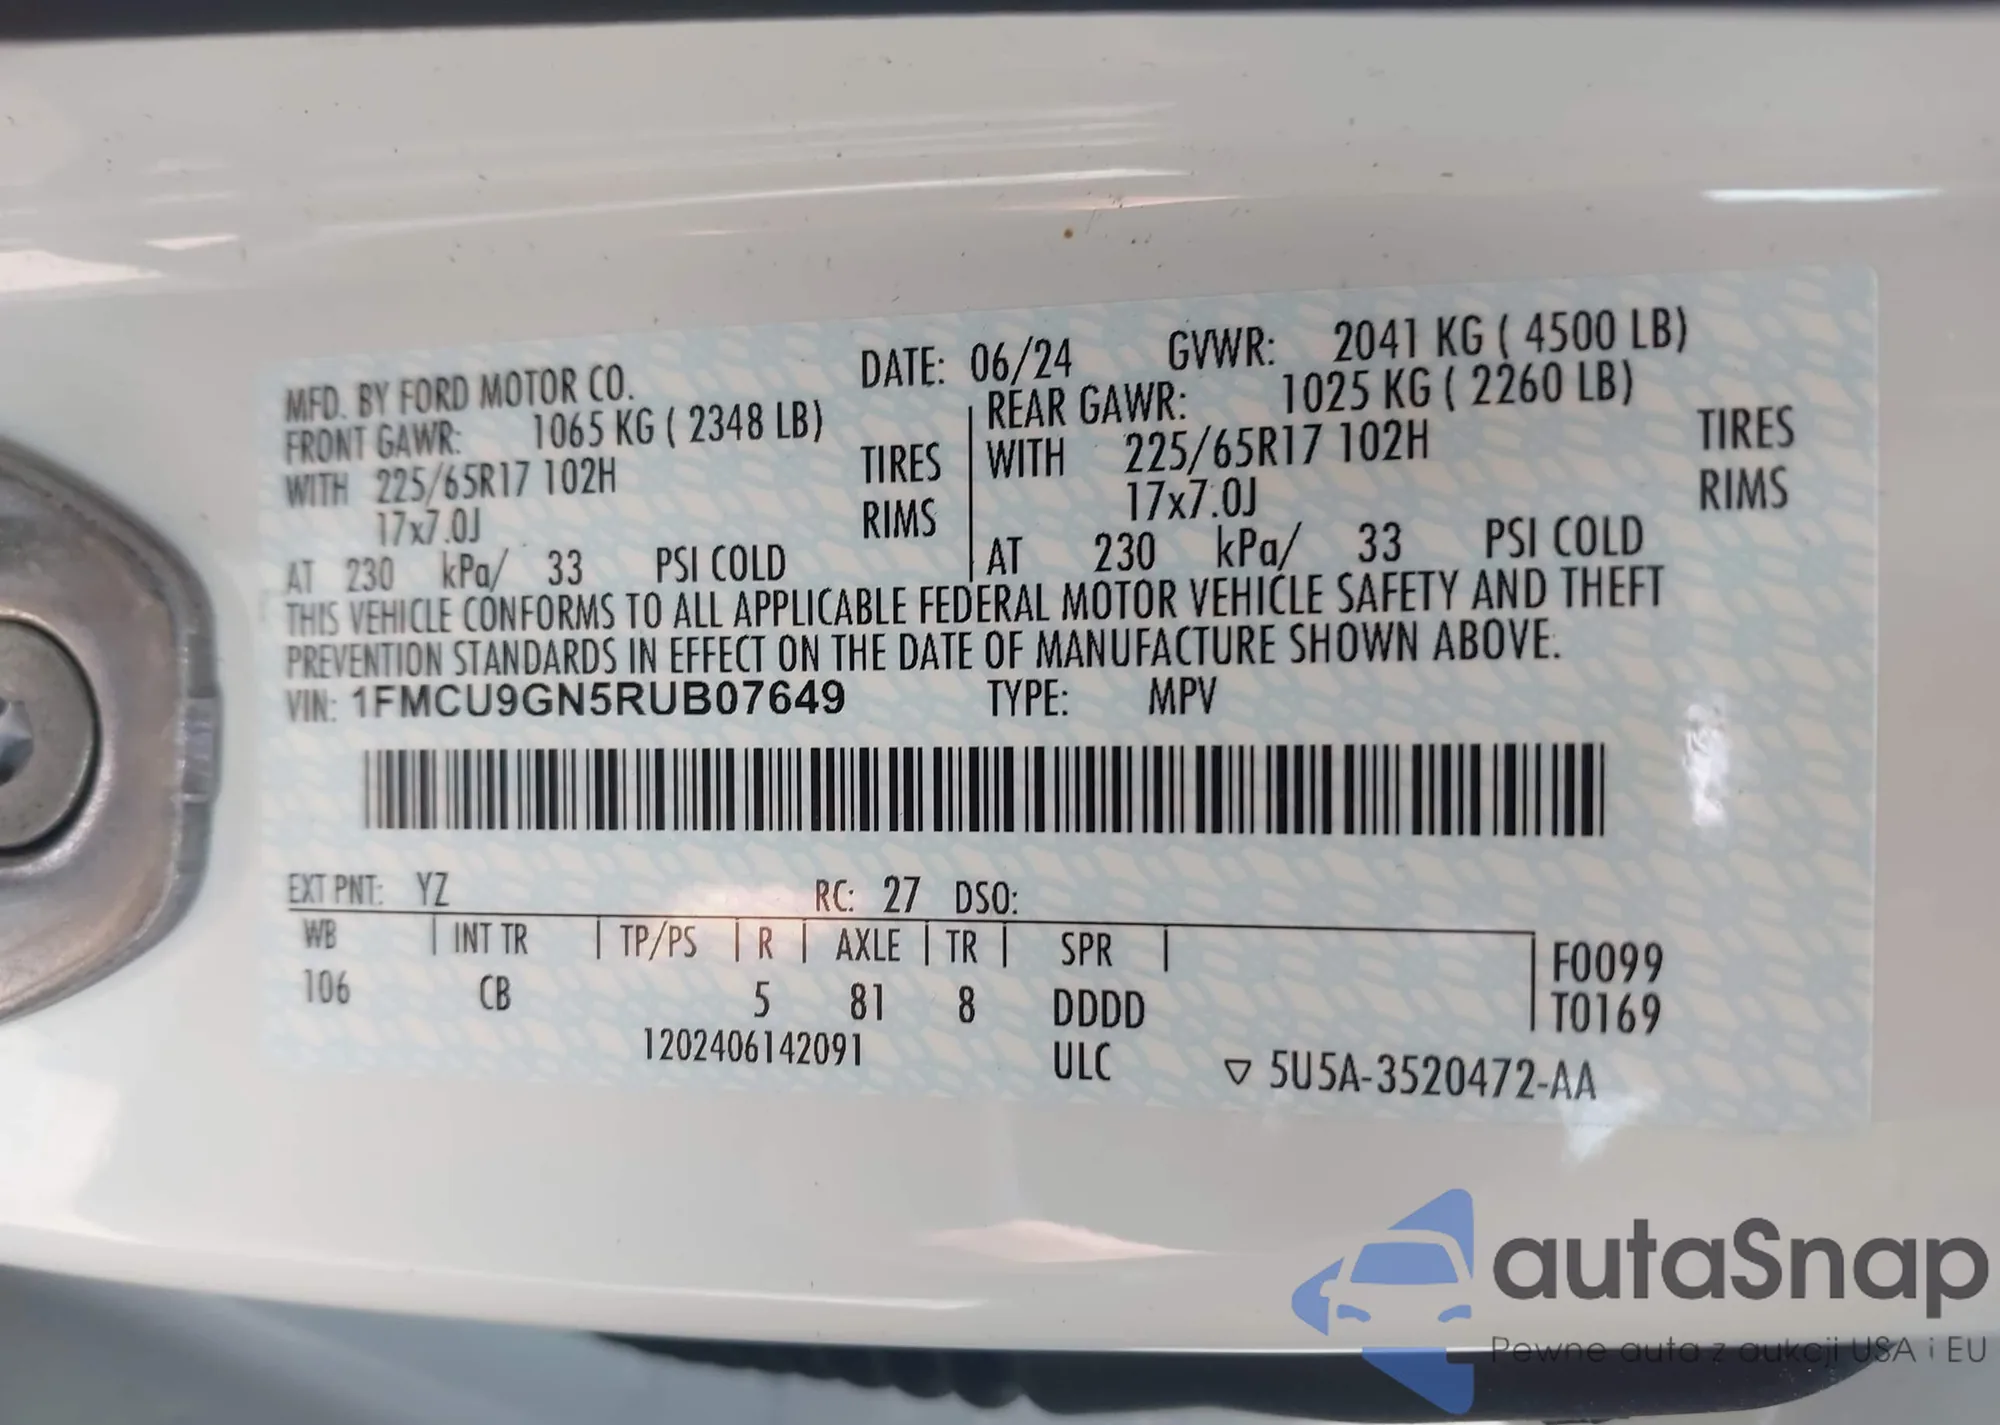 MFD. BY FORD MOTOR CO. DATE: 06/24 GVWR: 2041 KG ( 4500 LB)
FRONT GAWR: 1065 KG ( 2348 LB) REAR GAWR: 1025 KG ( 2260 LB)
WITH 225/65R17 102H TIRES WITH 225/65R17 102H TIRES
17x7.0J RIMS 17x7.0J RIMS
AT 230 kPa/ 33 PSI COLD AT 230 kPa/ 33 PSI COLD
THIS VEHICLE CONFORMS TO ALL APPLICABLE FEDERAL MOTOR VEHICLE SAFETY AND THEFT
PREVENTION STANDARDS IN EFFECT ON THE DATE OF MANUFACTURE SHOWN ABOVE.
VIN: 1FMCU9GN5RUB07649 TYPE: MPV
EXT PNT: YZ RC: 27 DSO:
WB | INT TR | TP/PS | R | AXLE | TR | SPR | F0099
106 CB 5 81 8 DDDD T0169
1202406142091 ULC ▽ 5U5A-3520472-AA
autaSnap
Pewne auta z aukcji USA i EU